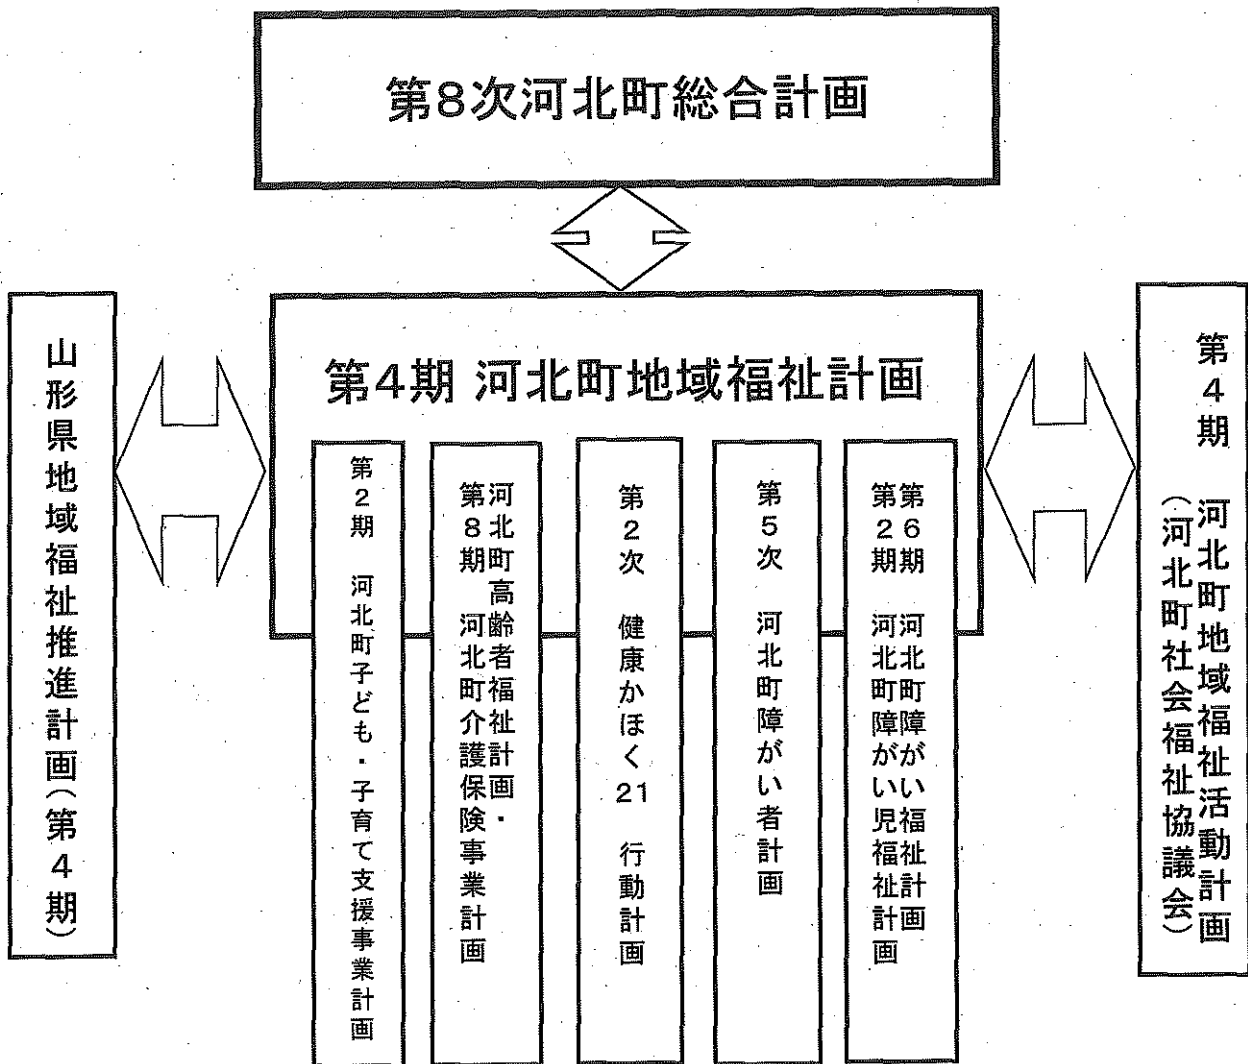 第8次河北町総合計画
第4期 河北町地域福祉計画
山形県地域福祉推進計画(第4期)
第2期 河北町子ども・子育て支援事業計画
河北町高齢者福祉計画・
第8期 河北町介護保険事業計画
第2次 健康かほく21 行動計画
第5次 河北町障がい者計画
第6期 河北町障がい福祉計画
第2期 河北町障がい児福祉計画
第4期 河北町地域福祉活動計画
(河北町社会福祉協議会)